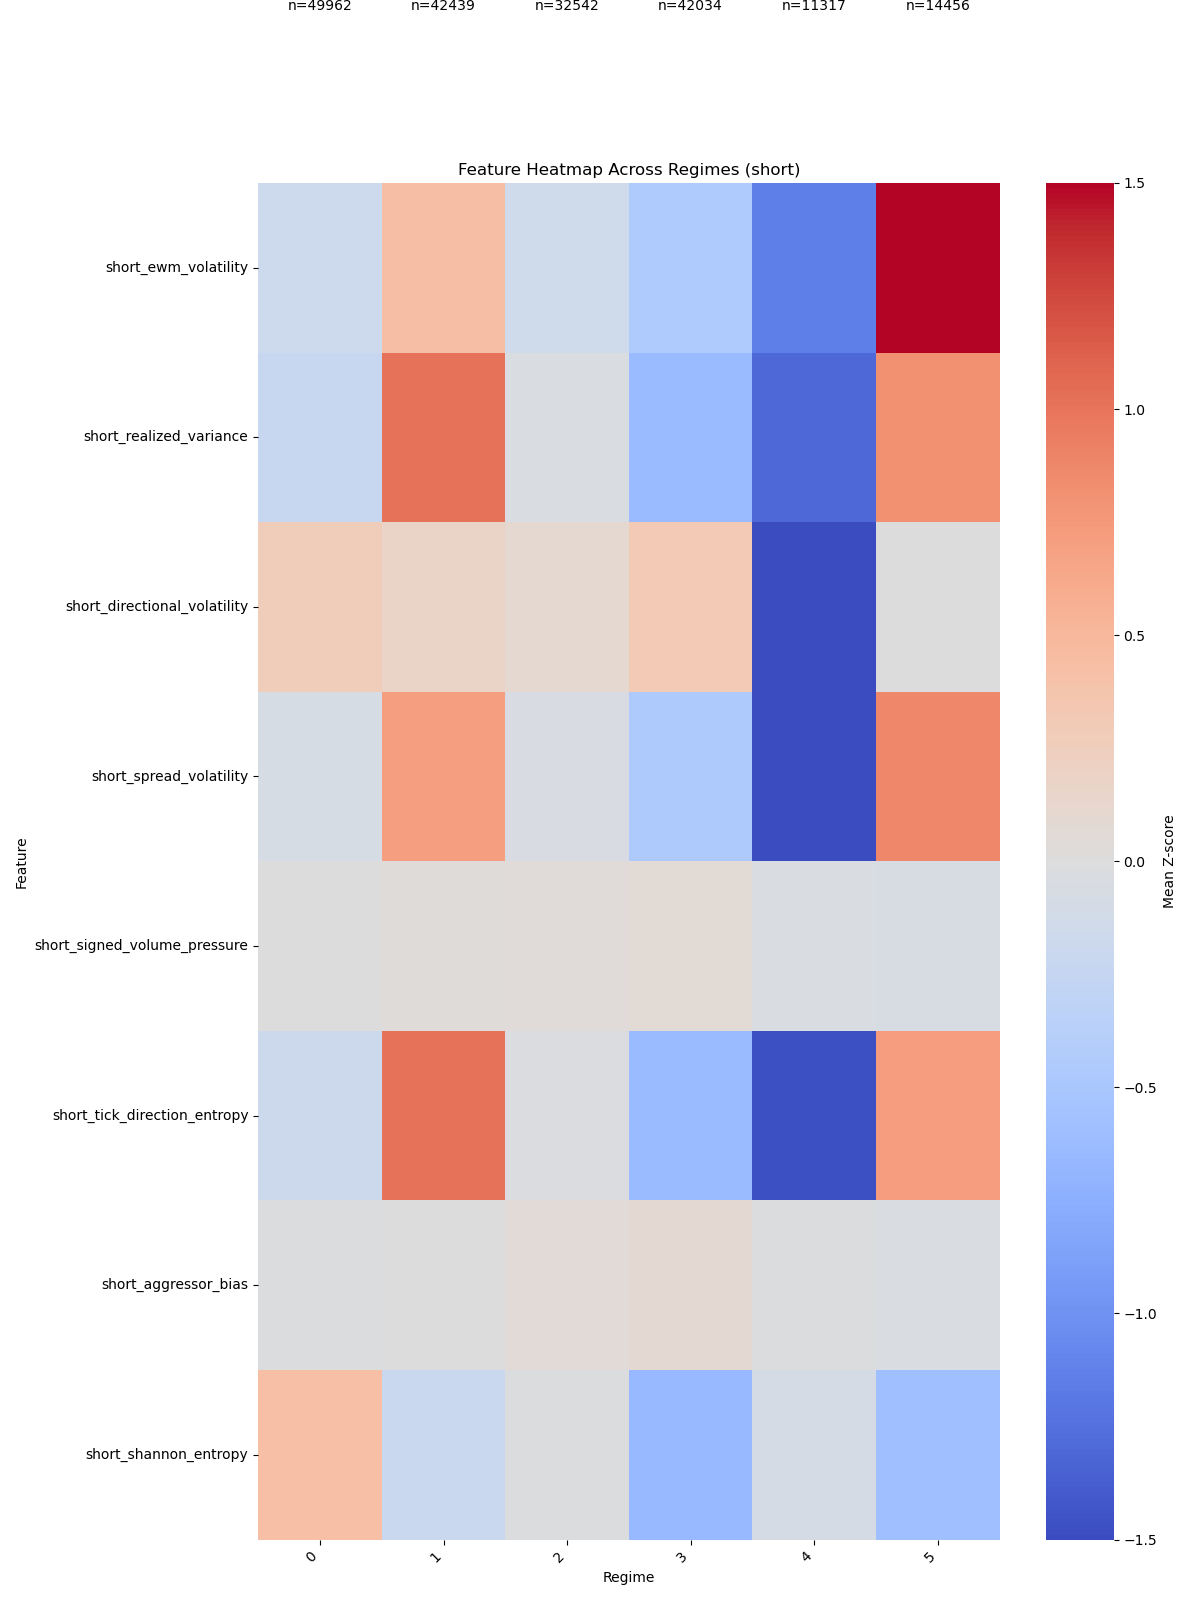 n=49962 n=42439 n=32542 n=42034 n=11317 n=14456
Feature Heatmap Across Regimes (short)
short_ewm_volatility
short_realized_variance
short_directional_volatility
short_spread_volatility
short_signed_volume_pressure
short_tick_direction_entropy
short_aggressor_bias
short_shannon_entropy
Feature
0 1 2 3 4 5
Regime
1.5
1.0
0.5
0.0
−0.5
−1.0
−1.5
Mean Z-score